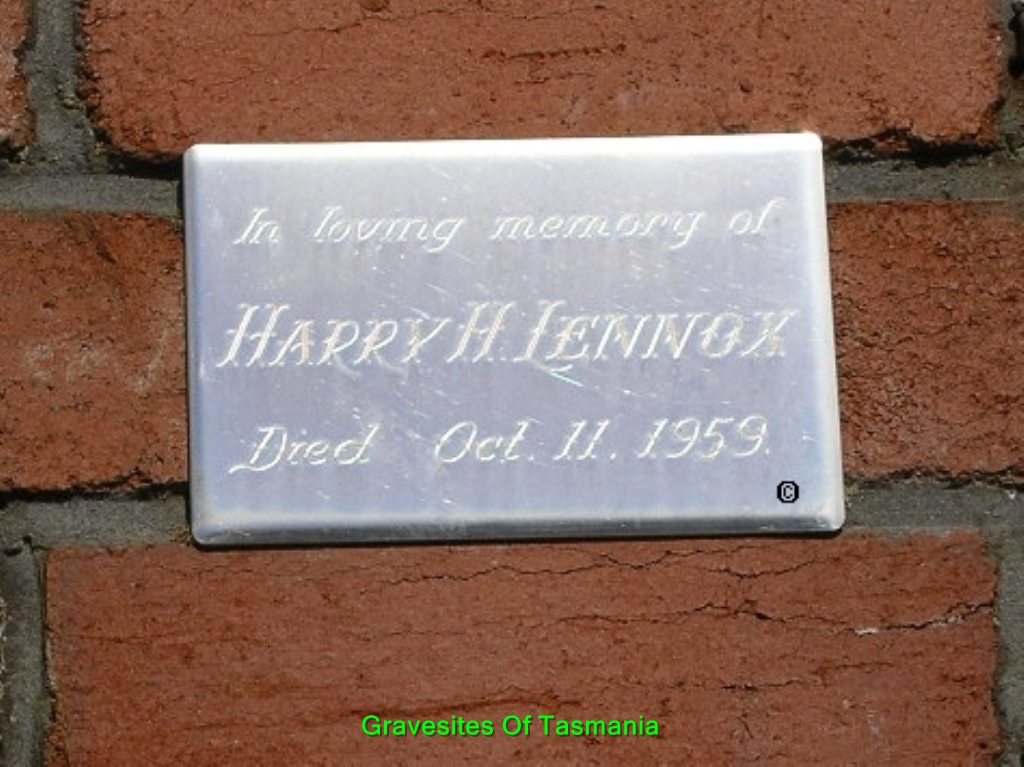 In loving memory of
HARRY H. LENNOX
Died Oct. 11. 1959.
©
Gravesites Of Tasmania